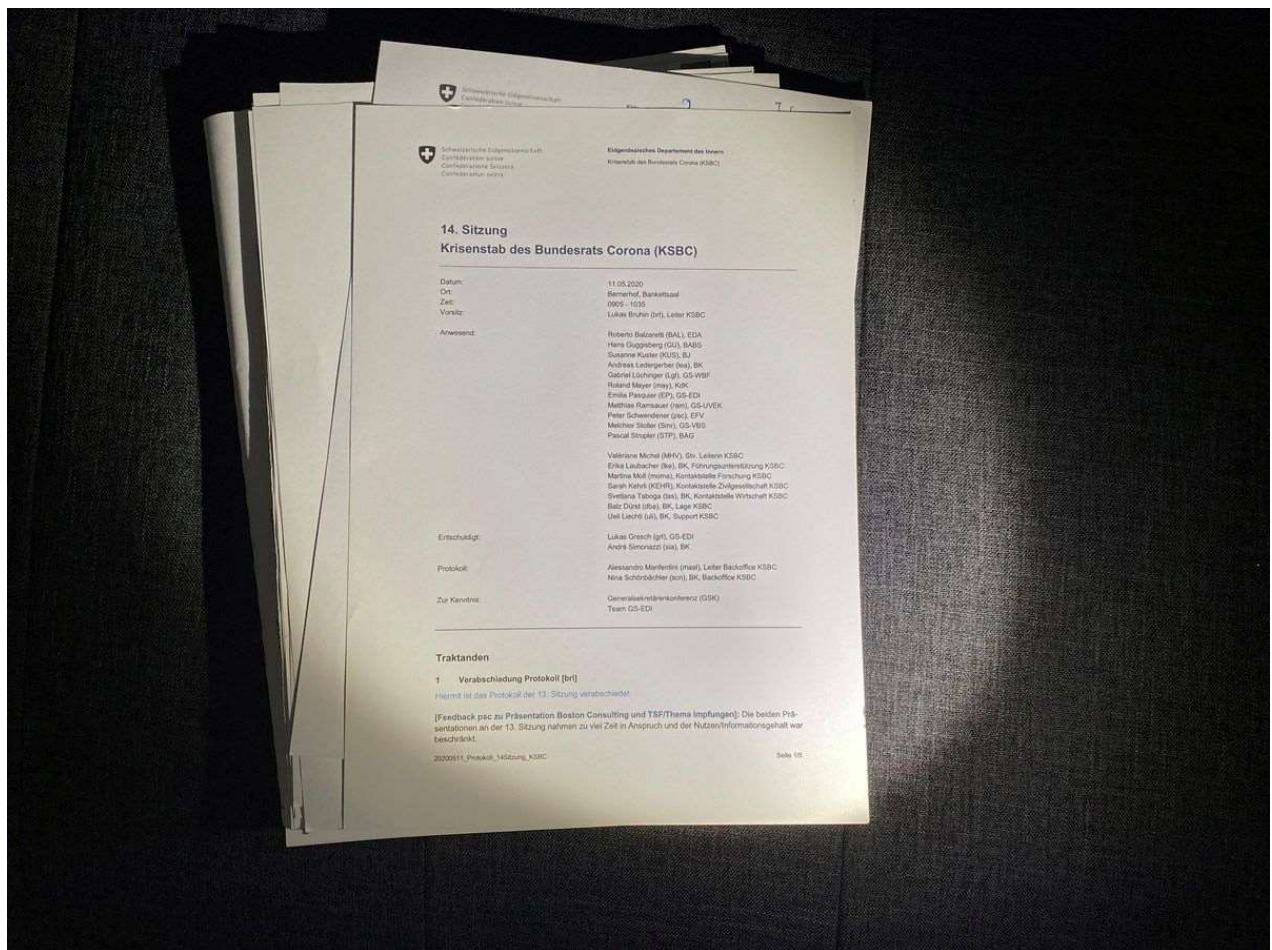 Schweizerische Eidgenossenschaft
Confédération suisse
Schweizerische Eidgenossenschaft
Confédération suisse
Confederazione Svizzera
Confederaziun svizra
Eidgenössisches Departement des Innern
Krisenstab des Bundesrats Corona (KSBC)
14. Sitzung
Krisenstab des Bundesrats Corona (KSBC)
Datum: 11.05.2020
Ort: Bernerhof, Bankettsaal
Zeit: 0905 - 1035
Vorsitz: Lukas Bruhin (brl), Leiter KSBC
Anwesend: Roberto Balzaretti (BAL), EDA
Hans Guggisberg (GU), BABS
Susanne Kuster (KUS), BJ
Andreas Ledergerber (lea), BK
Gabriel Lüchinger (Lgl), GS-WBF
Roland Mayer (may), KdK
Emilia Pasquier (EP), GS-EDI
Matthias Ramsauer (ram), GS-UVEK
Peter Schwendener (psc), EFV
Melchior Stoller (Smr), GS-VBS
Pascal Strupler (STP), BAG
Valériane Michel (MHV), Stv. Leiterin KSBC
Erika Laubacher (lke), BK, Führungsunterstützung KSBC
Martina Moll (moma), Kontaktstelle Forschung KSBC
Sarah Kehrli (KEHR), Kontaktstelle Zivilgesellschaft KSBC
Svetlana Taboga (tas), BK, Kontaktstelle Wirtschaft KSBC
Balz Dürst (dba), BK, Lage KSBC
Ueli Liechti (uli), BK, Support KSBC
Entschuldigt: Lukas Gresch (grl), GS-EDI
André Simonazzi (sia), BK
Protokoll: Alessandro (maal), Leiter Backoffice KSBC
Nina Schönbächler (scn), BK, Backoffice KSBC
Zur Kenntnis: Generalsekretärenkonferenz (GSK)
Team GS-EDI
Traktanden
1 Verabschiedung Protokoll [brl]
Hiermit ist das Protokoll der 13. Sitzung verabschiedet
[Feedback psc zu Präsentation Boston Consulting und TSF/Thema Impfungen]: Die beiden Prä-
sentationen an der 13. Sitzung nahmen zu viel Zeit in Anspruch und der Nutzen/Informationsgehalt war
beschränkt.
20200511_Protokoll_14Sitzung_KSBC
Seite 1/5